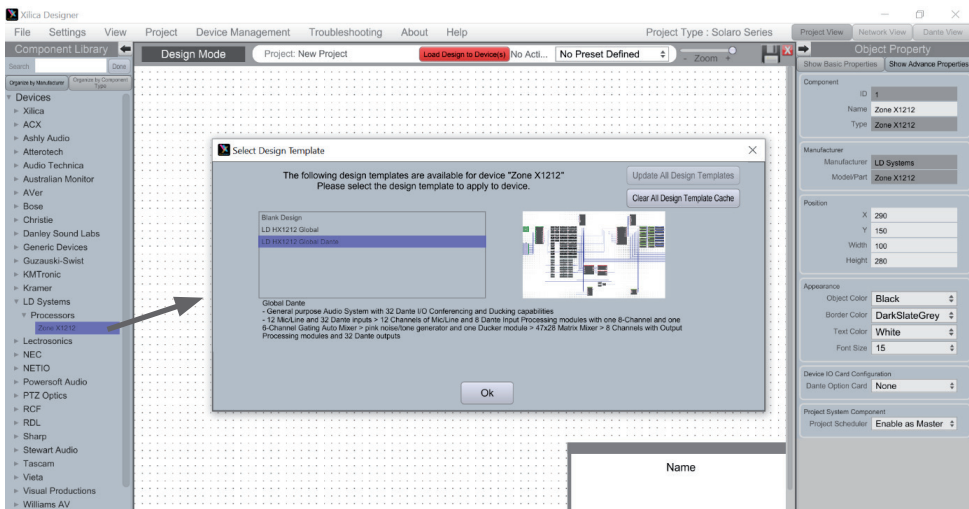 Xilica Designer
File Settings View Project Device Management Troubleshooting About Help Project Type : Solaro Series Project View Network View Dante View
Component Library
Search Done
Organize by Manufacturer Organize by Component Type
Devices
Xilica
ACX
Ashly Audio
Atterotech
Audio Technica
Australian Monitor
AVer
Bose
Christie
Danley Sound Labs
Generic Devices
Guzauski-Swist
KMTronic
Kramer
LD Systems
Processors
Zone X1212
Lectrosonics
NEC
NETIO
Powersoft Audio
PTZ Optics
RCF
RDL
Sharp
Stewart Audio
Tascam
Vieta
Visual Productions
Williams AV
Design Mode Project: New Project Load Design to Device(s) No Acti... No Preset Defined - Zoom +
Select Design Template
The following design templates are available for device "Zone X1212"
Please select the design template to apply to device.
Update All Design Templates
Clear All Design Template Cache
Blank Design
LD HX1212 Global
LD HX1212 Global Dante
Global Dante
- General purpose Audio System with 32 Dante I/O Conferencing and Ducking capabilities
- 12 Mic/Line and 32 Dante inputs > 12 Channels of Mic/Line and 8 Dante Input Processing modules with one 8-Channel and one
6-Channel Gating Auto Mixer > pink noise/tone generator and one Ducker module > 47x28 Matrix Mixer > 8 Channels with Output
Processing modules and 32 Dante outputs
Ok
Name
Object Property
Show Basic Properties Show Advance Properties
Component
ID 1
Name Zone X1212
Type Zone X1212
Manufacturer
Manufacturer LD Systems
Model/Part Zone X1212
Position
X 290
Y 150
Width 100
Height 280
Appearance
Object Color Black
Border Color DarkSlateGrey
Text Color White
Font Size 15
Device IO Card Configuration
Dante Option Card None
Project System Component
Project Scheduler Enable as Master